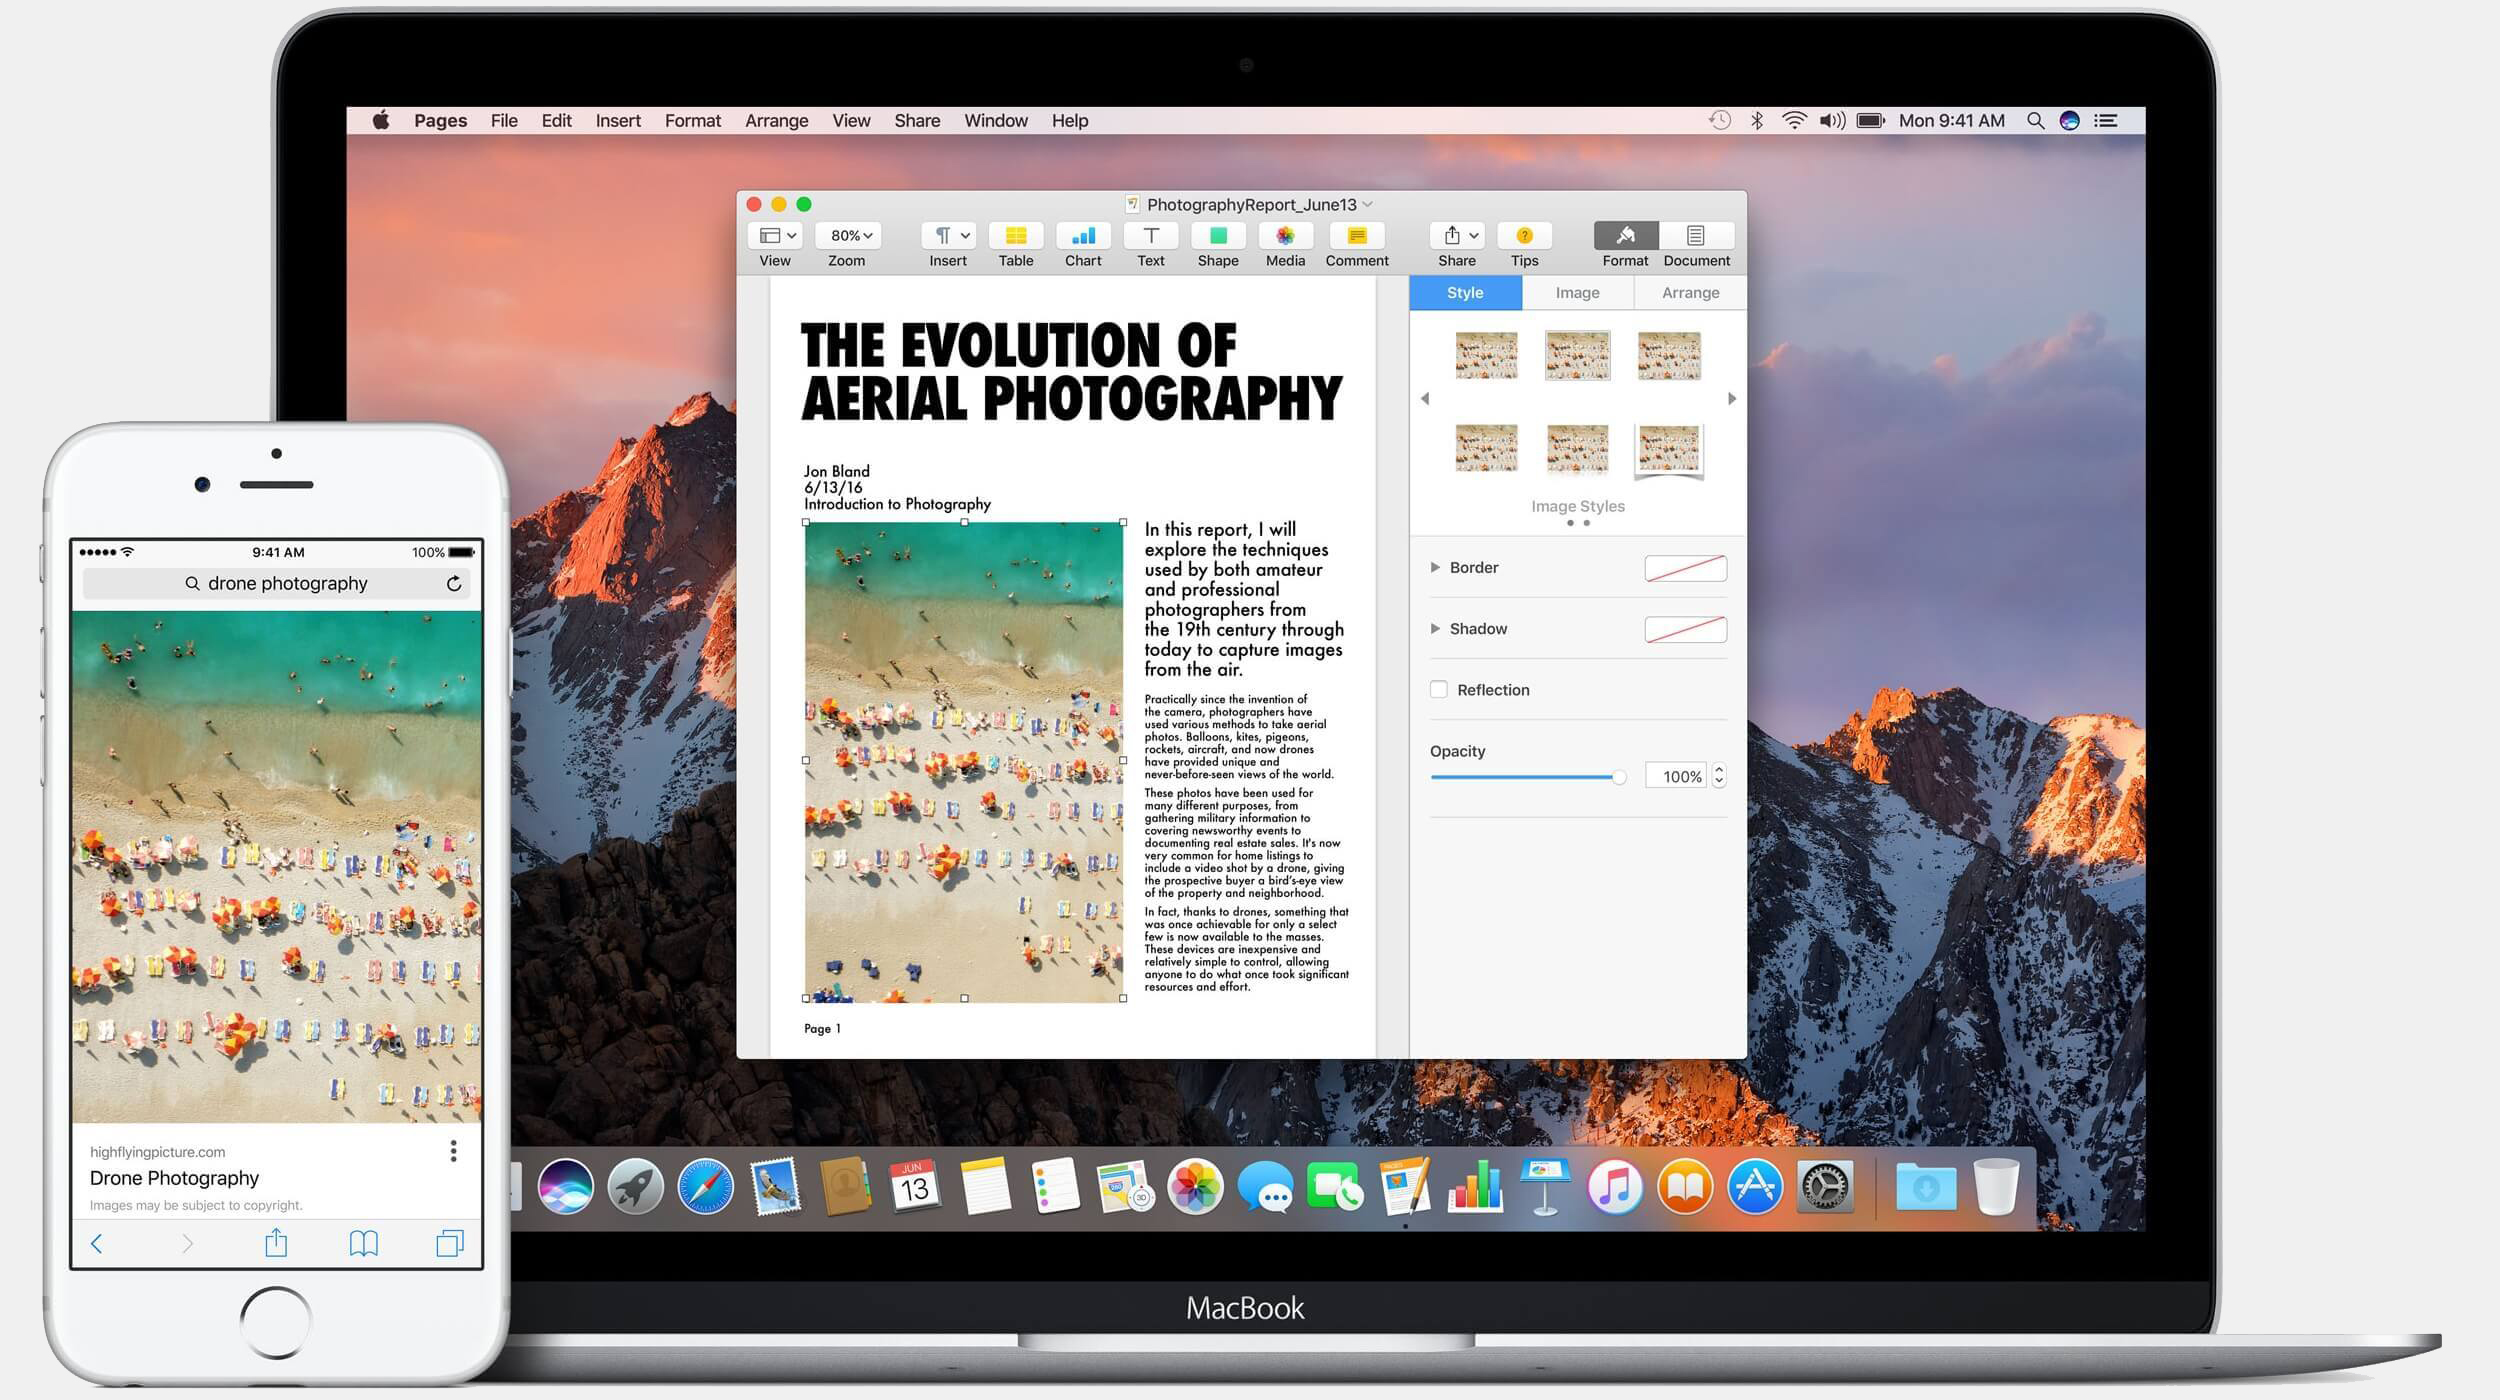 Pages File Edit Insert Format Arrange View Share Window Help
Mon 9:41 AM
PhotographyReport_June13
80%
View Zoom Insert Table Chart Text Shape Media Comment Share Tips Format Document
Style Image Arrange
THE EVOLUTION OF
AERIAL PHOTOGRAPHY
Jon Bland
6/13/16
Introduction to Photography
In this report, I will
explore the techniques
used by both amateur
and professional
photographers from
the 19th century through
today to capture images
from the air.
Practically since the invention of
the camera, photographers have
used various methods to take aerial
photos. Balloons, kites, pigeons,
rockets, aircraft, and now drones
have provided unique and
never-before-seen views of the world.
These photos have been used for
many different purposes, from
gathering military information to
covering newsworthy events to
documenting real estate sales. It's now
very common for home listings to
include a video shot by a drone, giving
the prospective buyer a bird's-eye view
of the property and neighborhood.
In fact, thanks to drones, something that
was once achievable for only a select
few is now available to the masses.
These devices are inexpensive and
relatively simple to control, allowing
anyone to do what once took significant
resources and effort.
Page 1
Image Styles
Border
Shadow
Reflection
Opacity
100%
9:41 AM 100%
drone photography
highflyingpicture.com
Drone Photography
Images may be subject to copyright.
JUN
13
PAGES
280
3D
MacBook